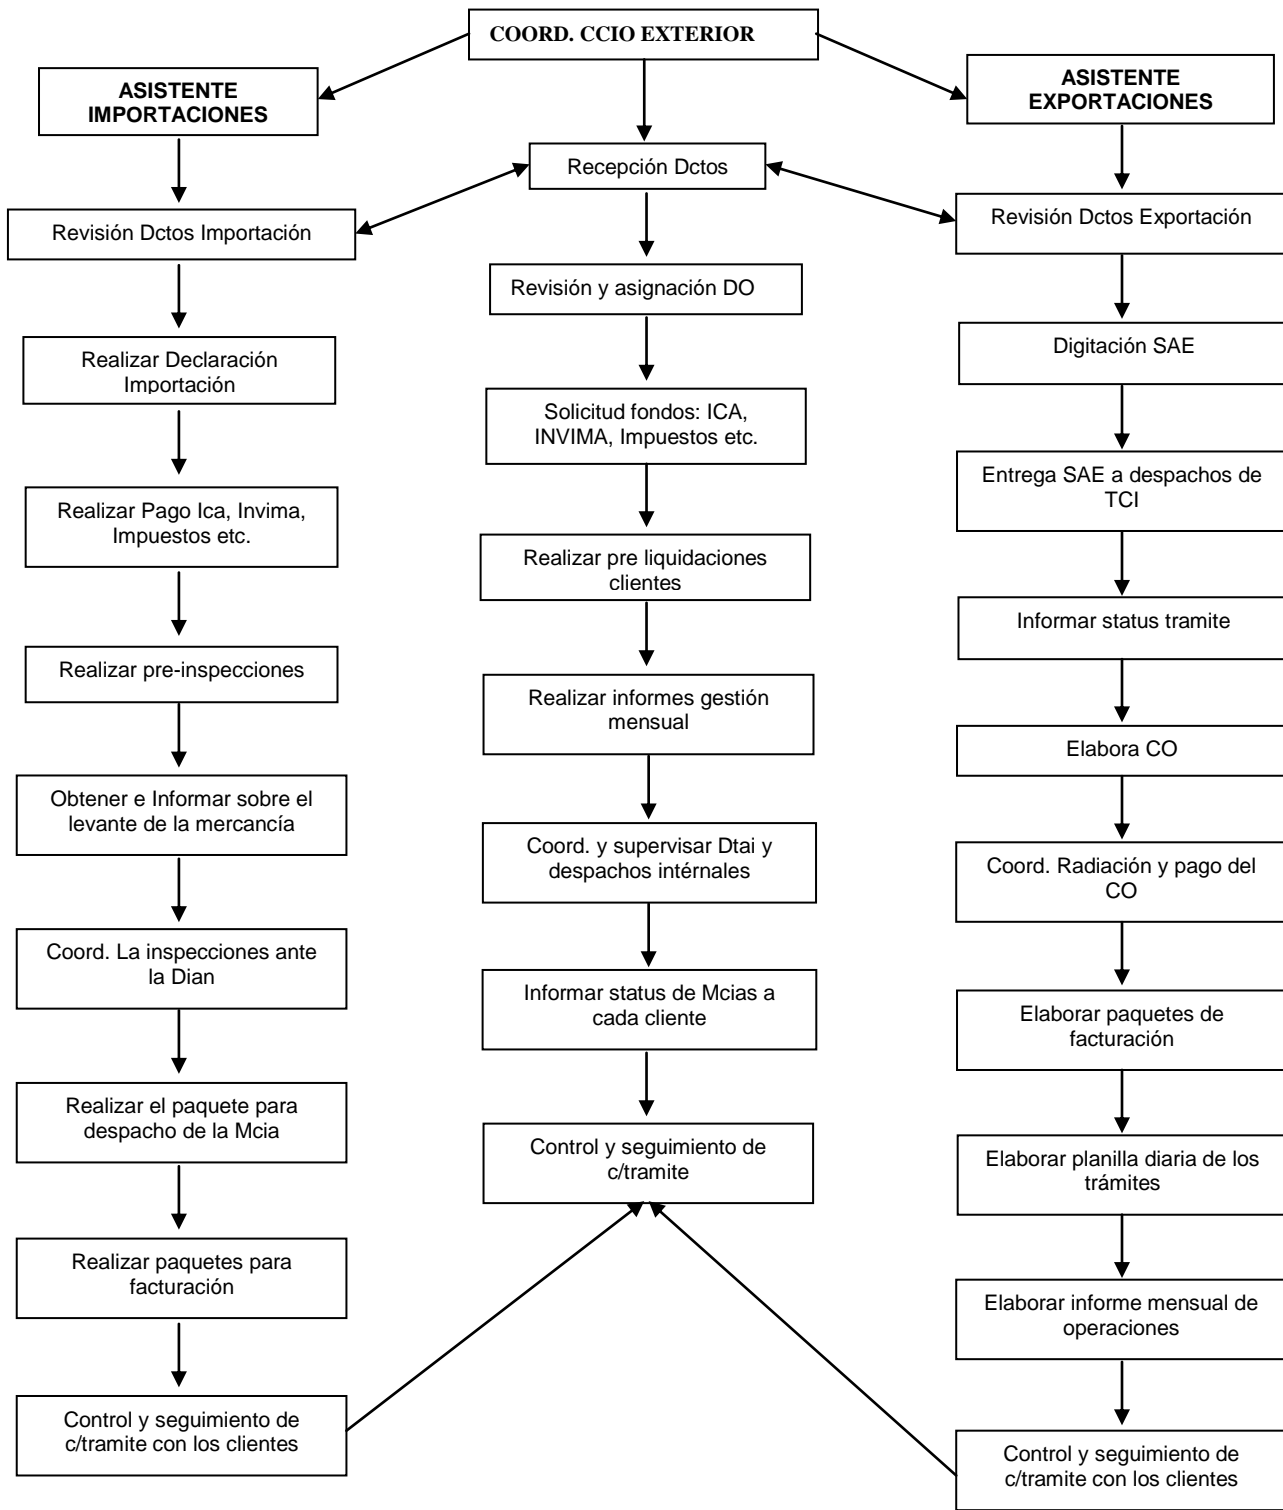 COORD. CCIO EXTERIOR
ASISTENTE
IMPORTACIONES
Revisión Dctos Importación
Realizar Declaración
Importación
Realizar Pago Ica, Invima,
Impuestos etc.
Realizar pre-inspecciones
Obtener e Informar sobre el
levante de la mercancía
Coord. La inspecciones ante
la Dian
Realizar el paquete para
despacho de la Mcia
Realizar paquetes para
facturación
Control y seguimiento de
c/tramite con los clientes
Recepción Dctos
Revisión y asignación DO
Solicitud fondos: ICA,
INVIMA, Impuestos etc.
Realizar pre liquidaciones
clientes
Realizar informes gestión
mensual
Coord. y supervisar Dtai y
despachos intérnales
Informar status de Mcias a
cada cliente
Control y seguimiento de
c/tramite
ASISTENTE
EXPORTACIONES
Revisión Dctos Exportación
Digitación SAE
Entrega SAE a despachos de
TCI
Informar status tramite
Elabora CO
Coord. Radiación y pago del
CO
Elaborar paquetes de
facturación
Elaborar planilla diaria de los
trámites
Elaborar informe mensual de
operaciones
Control y seguimiento de
c/tramite con los clientes